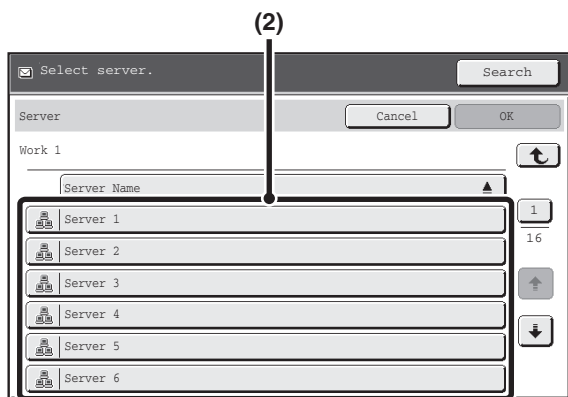 (2)
Select server.
Search
Server
Cancel
OK
Work 1
Server Name
1
16
Server 1
Server 2
Server 3
Server 4
Server 5
Server 6